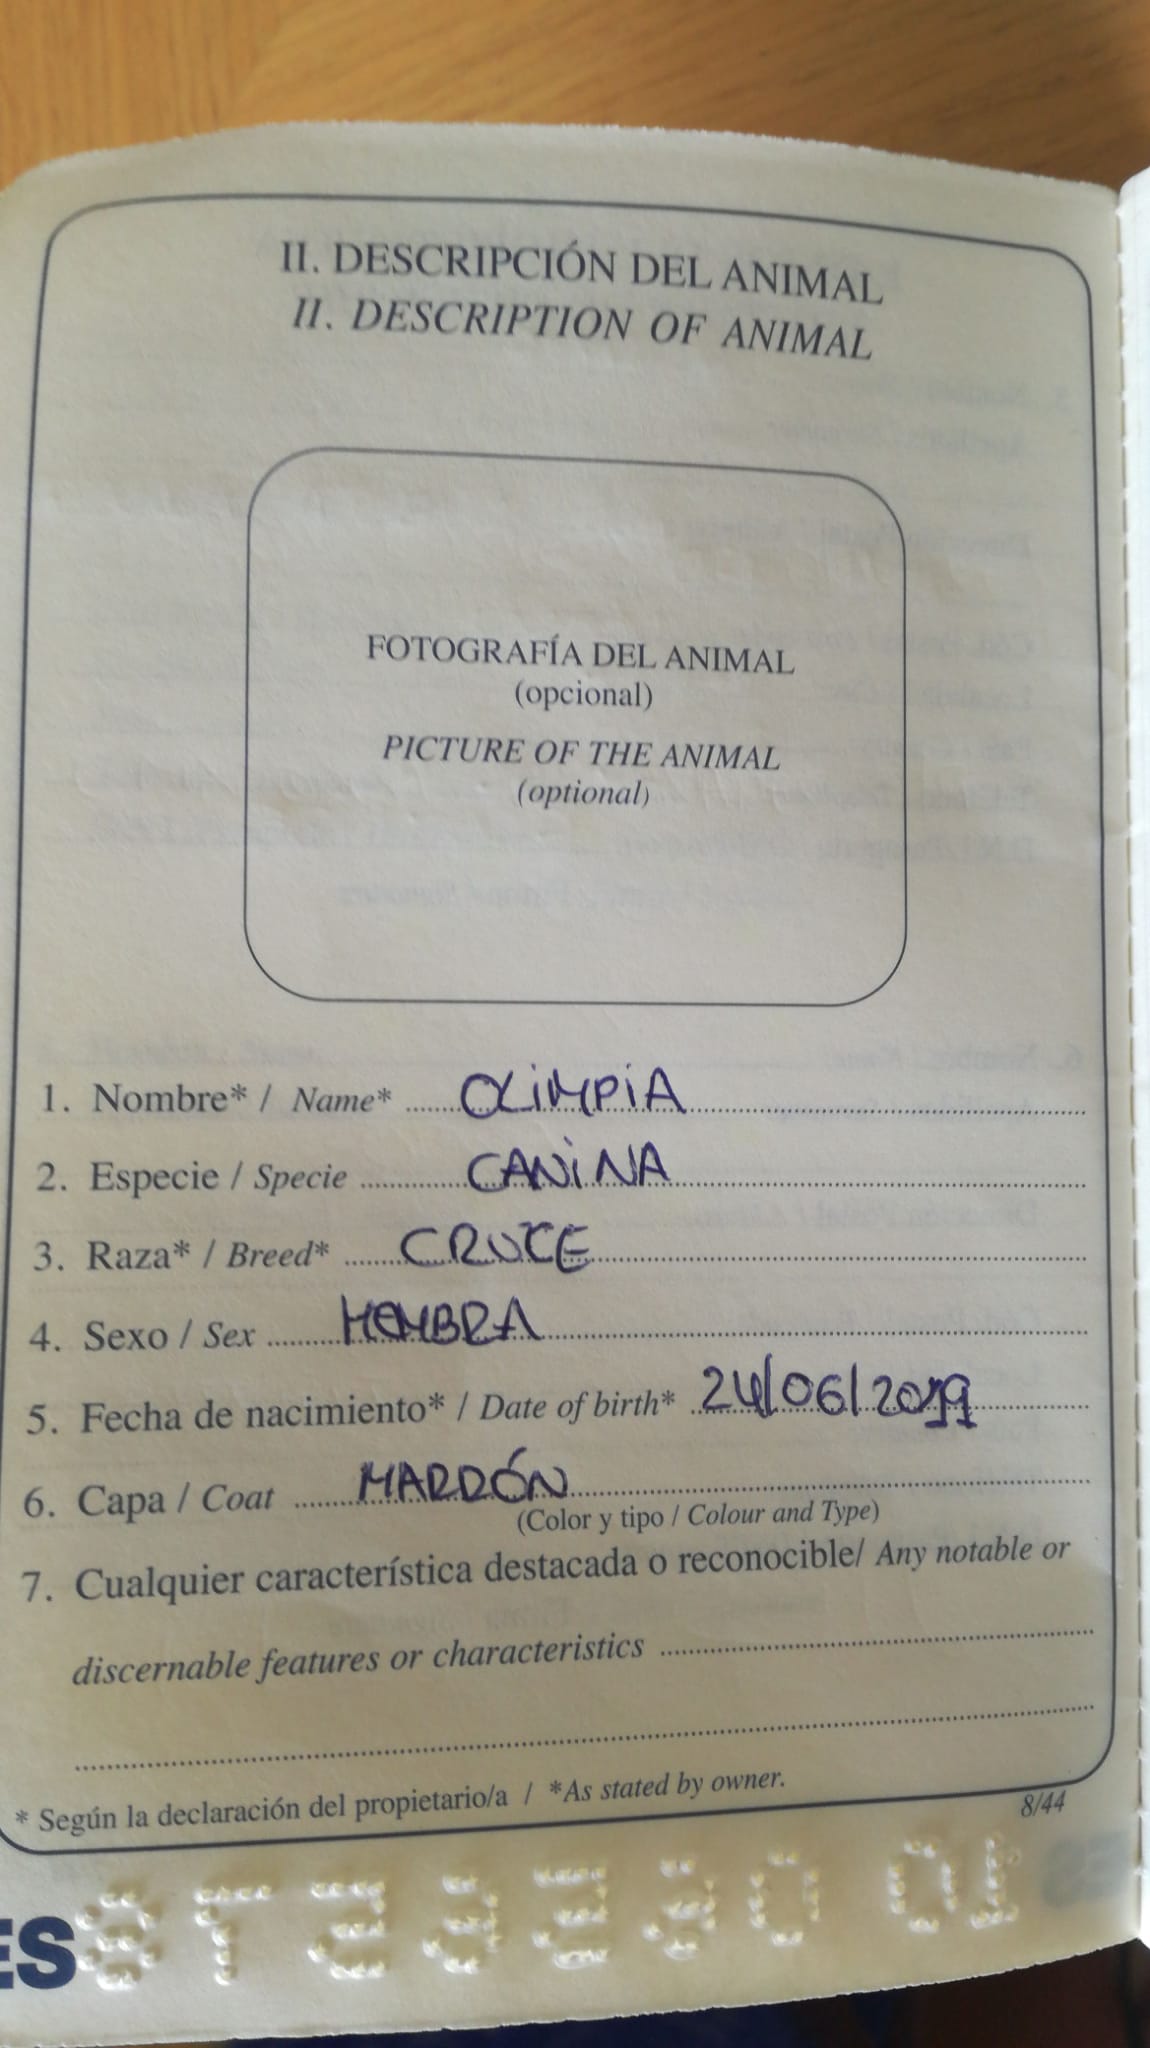 II. DESCRIPCIÓN DEL ANIMAL
II. DESCRIPTION OF ANIMAL
FOTOGRAFÍA DEL ANIMAL
(opcional)
PICTURE OF THE ANIMAL
(optional)
1. Nombre* / Name* OLIMPIA
2. Especie / Specie CANINA
3. Raza* / Breed* CRUCE
4. Sexo / Sex HEMBRA
5. Fecha de nacimiento* / Date of birth* 24/06/2019
6. Capa / Coat MARRÓN
(Color y tipo / Colour and Type)
7. Cualquier característica destacada o reconocible/ Any notable or
discernable features or characteristics
* Según la declaración del propietario/a / *As stated by owner.
8/44
ES